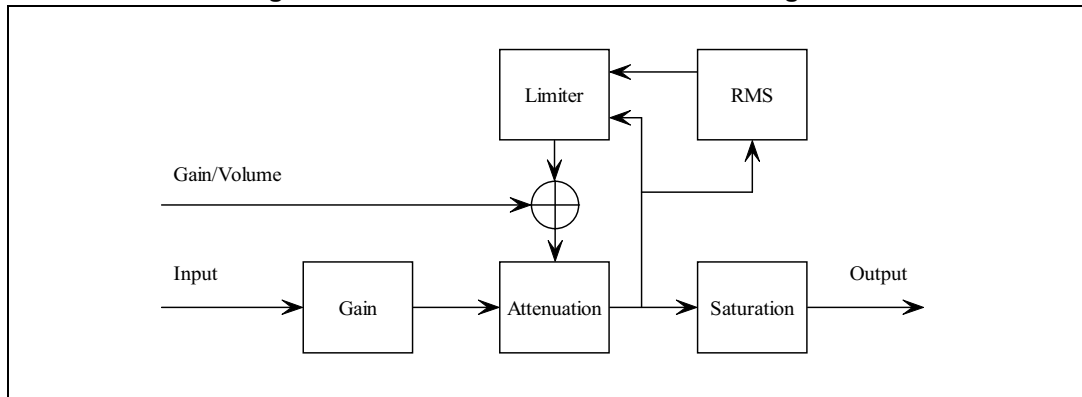 Limiter
RMS
Gain/Volume
Input
Output
Gain
Attenuation
Saturation